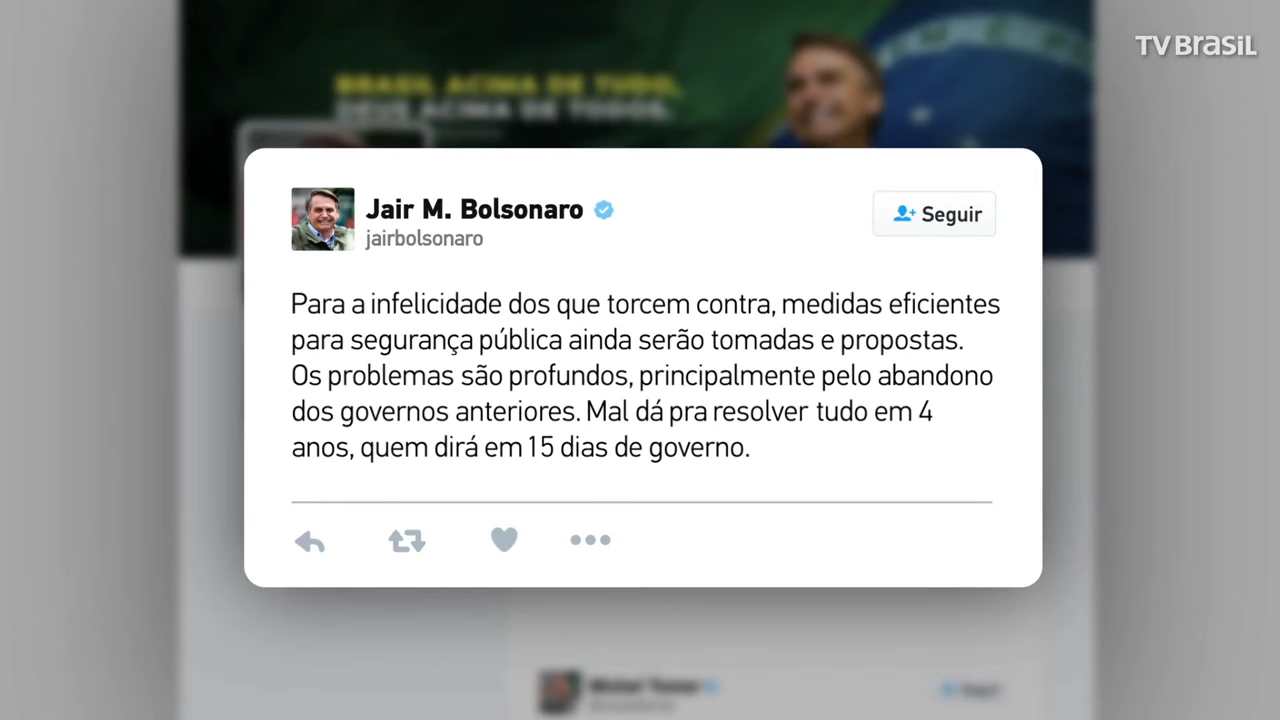 TV BRASIL
BRASIL ACIMA DE TUDO,
DEUS ACIMA DE TODOS.
Jair M. Bolsonaro
jairbolsonaro
Seguir
Para a infelicidade dos que torcem contra, medidas eficientes
para segurança pública ainda serão tomadas e propostas.
Os problemas são profundos, principalmente pelo abandono
dos governos anteriores. Mal dá pra resolver tudo em 4
anos, quem dirá em 15 dias de governo.
Michel Temer
Seguir